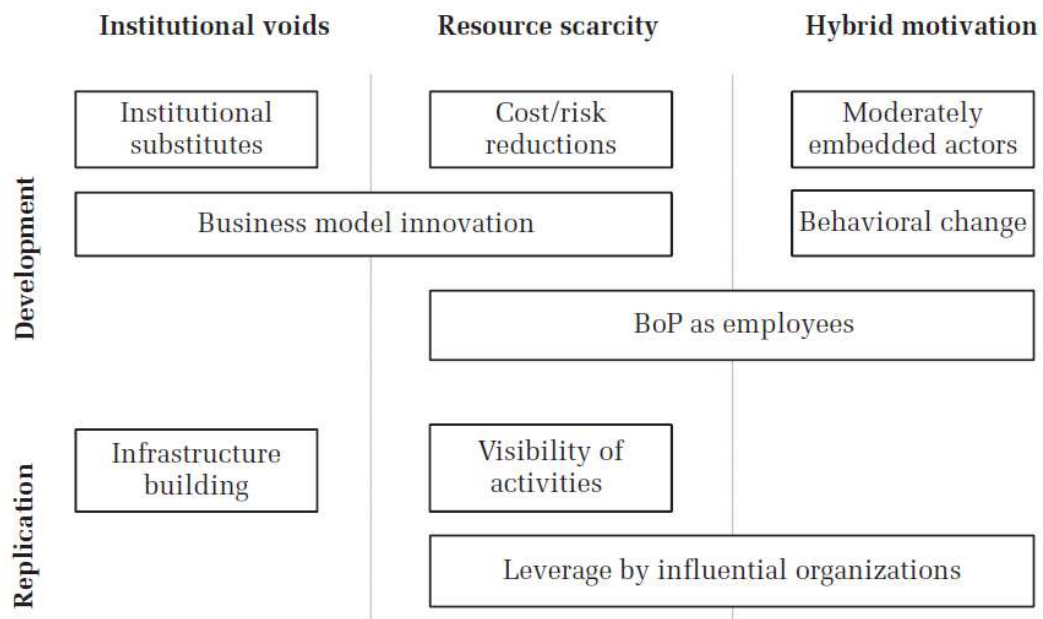 Institutional voids
Resource scarcity
Hybrid motivation
Development
Institutional
substitutes
Cost/risk
reductions
Moderately
embedded actors
Business model innovation
Behavioral change
BoP as employees
Replication
Infrastructure
building
Visibility of
activities
Leverage by influential organizations